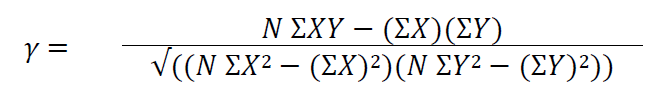 γ = N ΣXY − (ΣX)(ΣY)
√((N ΣX² − (ΣX)²)(N ΣY² − (ΣY)²))